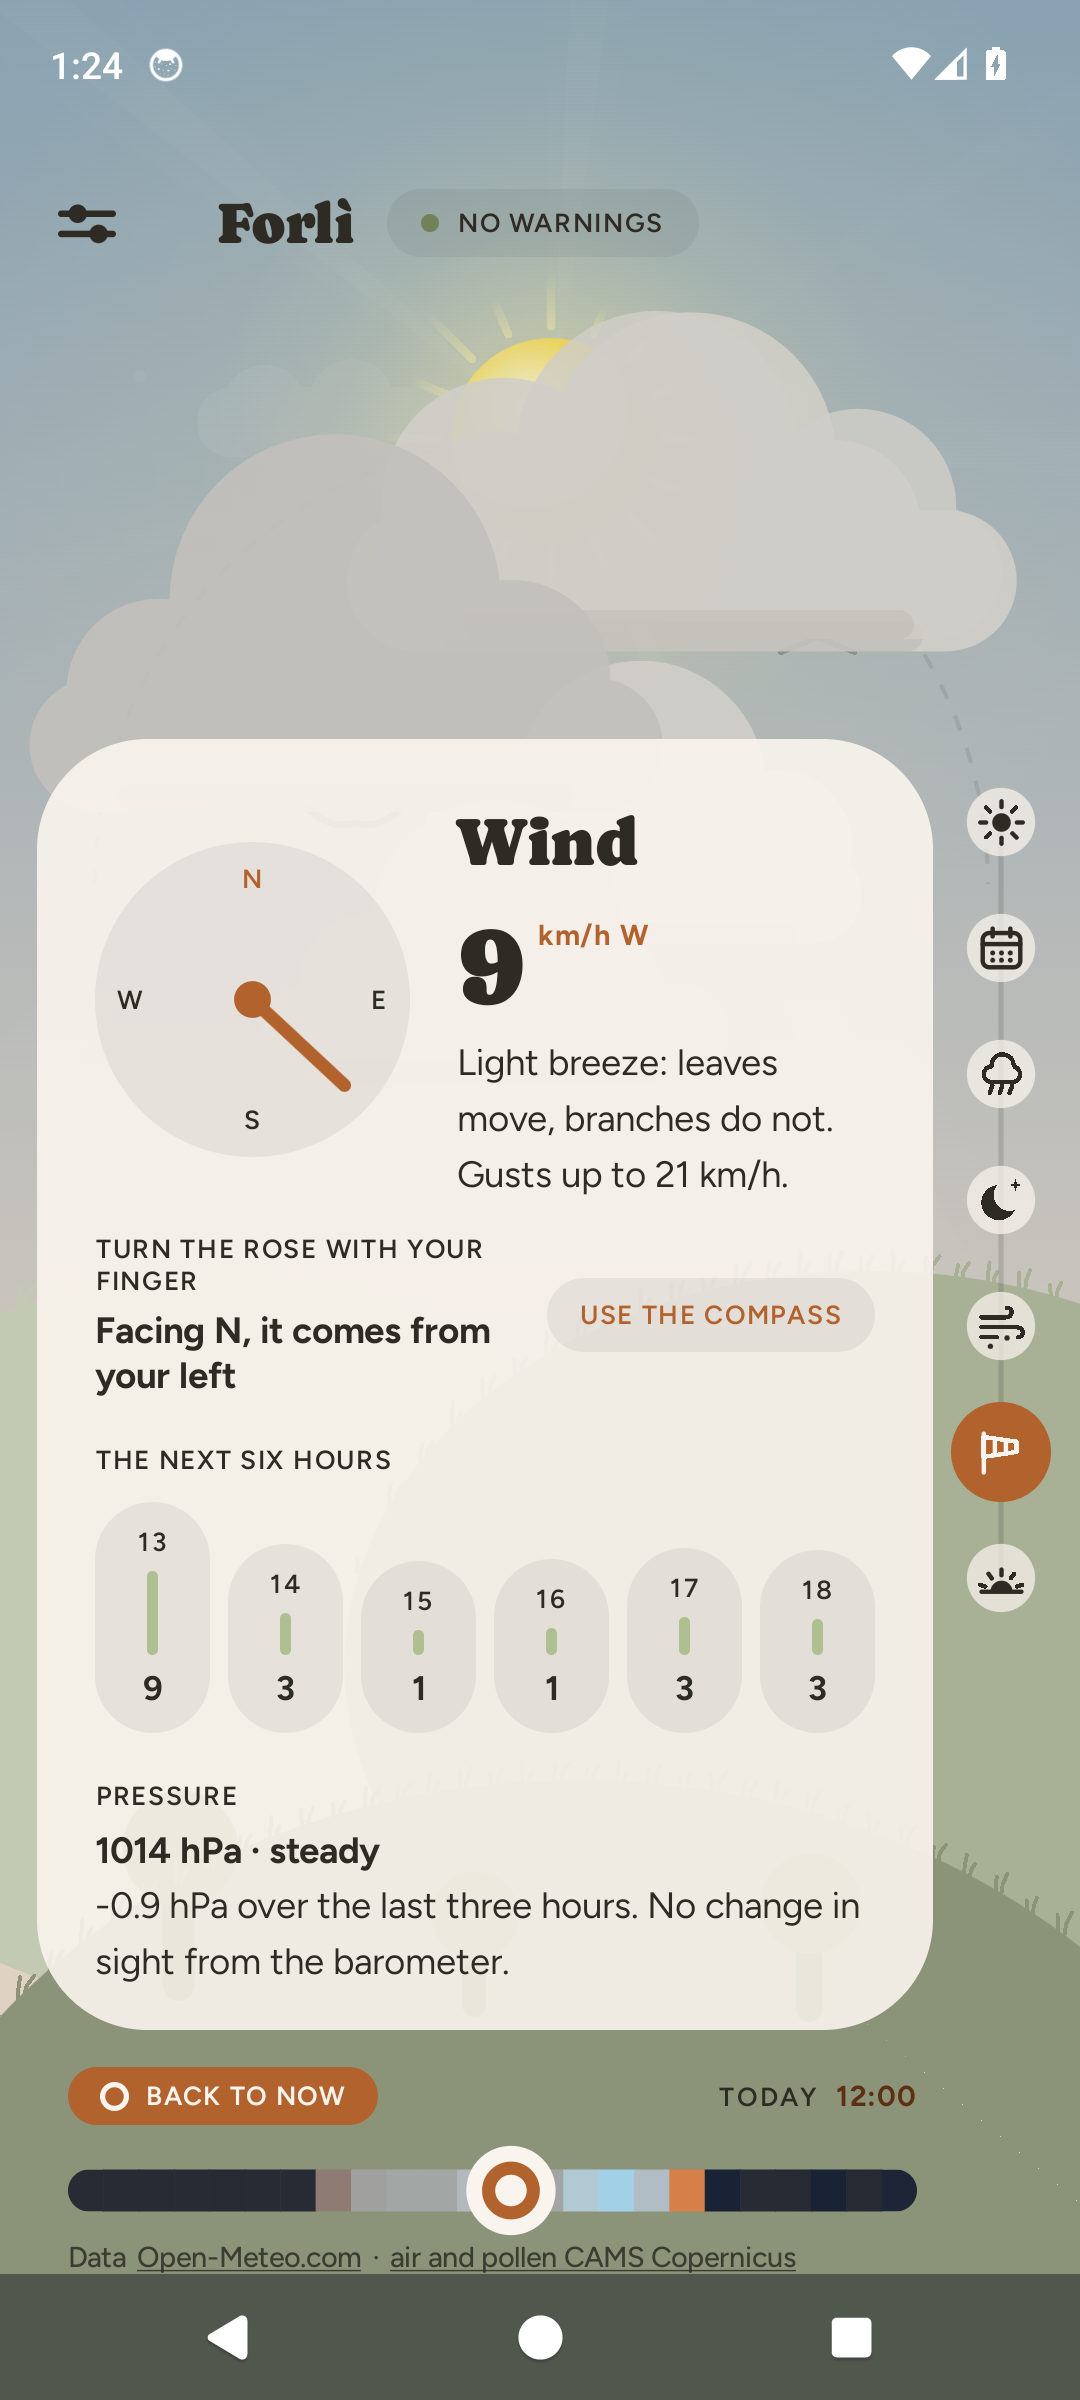 1:24
Forlì
NO WARNINGS
Wind
9 km/h W
N
W
E
S
Light breeze: leaves
move, branches do not.
Gusts up to 21 km/h.
TURN THE ROSE WITH YOUR
FINGER
Facing N, it comes from
your left
USE THE COMPASS
THE NEXT SIX HOURS
13 14 15 16 17 18
9 3 1 1 3 3
PRESSURE
1014 hPa · steady
-0.9 hPa over the last three hours. No change in
sight from the barometer.
BACK TO NOW
TODAY 12:00
Data Open-Meteo.com · air and pollen CAMS Copernicus